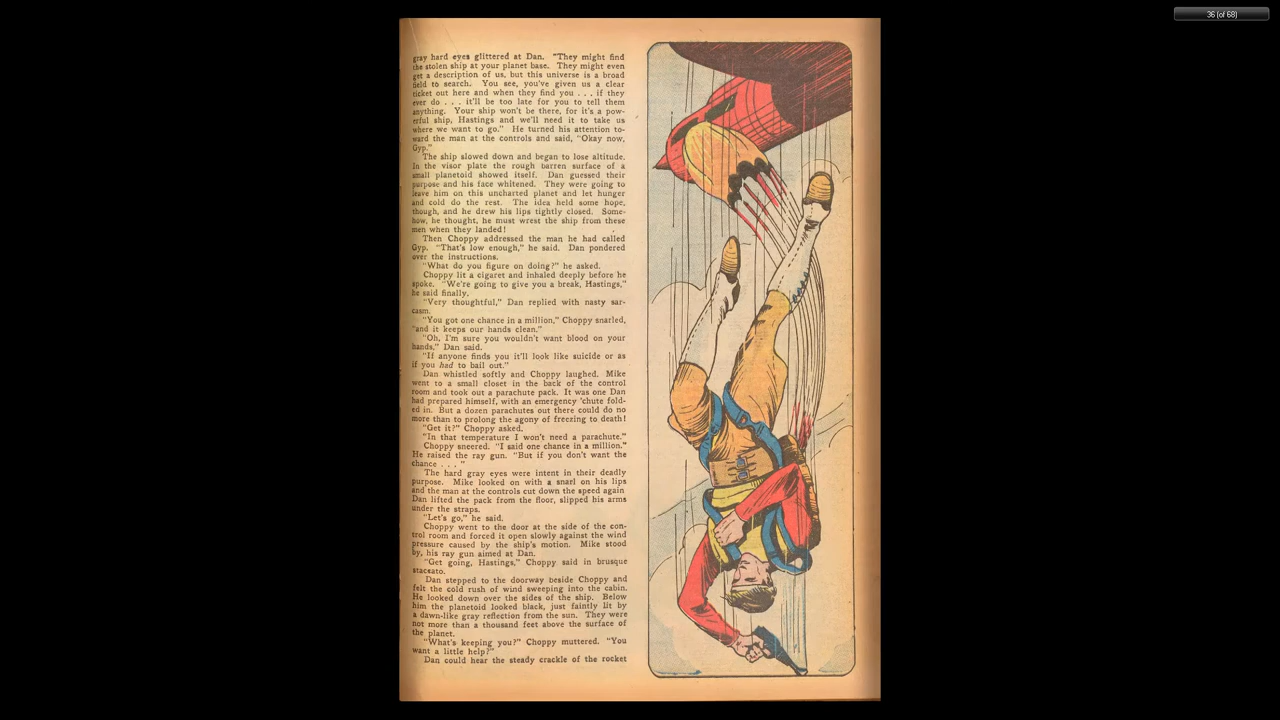 36 (of 68)
gray hard eyes glittered at Dan. "They might find
the stolen ship at your planet base. They might even
get a description of us, but this universe is a broad
field to search. You see, you've given us a clear
ticket out here and when they find you . . . if they
ever do . . . it'll be too late for you to tell them
anything. Your ship won't be there, for it's a pow-
erful ship, Hastings and we'll need it to take us
where we want to go." He turned his attention to-
ward the man at the controls and said, "Okay now,
Gyp."
The ship slowed down and began to lose altitude.
In the visor plate the rough barren surface of a
small planetoid showed itself. Dan guessed their
purpose and his face whitened. They were going to
leave him on this uncharted planet and let hunger
and cold do the rest. The idea held some hope,
though, and he drew his lips tightly closed. Some-
how, he thought, he must wrest the ship from these
men when they landed!
Then Choppy addressed the man he had called
Gyp. "That's low enough," he said. Dan pondered
over the instructions.
"What do you figure on doing?" he asked.
Choppy lit a cigaret and inhaled deeply before he
spoke. "We're going to give you a break, Hastings,"
he said finally.
"Very thoughtful," Dan replied with nasty sar-
casm.
"You got one chance in a million," Choppy snarled,
"and it keeps our hands clean."
"Oh, I'm sure you wouldn't want blood on your
hands," Dan said.
"If anyone finds you it'll look like suicide or as
if you had to bail out."
Dan whistled softly and Choppy laughed. Mike
went to a small closet in the back of the control
room and took out a parachute pack. It was one Dan
had prepared himself, with an emergency 'chute fold-
ed in. But a dozen parachutes out there could do no
more than to prolong the agony of freezing to death!
"Get it?" Choppy asked.
"In that temperature I won't need a parachute."
Choppy sneered. "I said one chance in a million."
He raised the ray gun. "But if you don't want the
chance . . . "
The hard gray eyes were intent in their deadly
purpose. Mike looked on with a snarl on his lips
and the man at the controls cut down the speed again
Dan lifted the pack from the floor, slipped his arms
under the straps.
"Let's go," he said.
Choppy went to the door at the side of the con-
trol room and forced it open slowly against the wind
pressure caused by the ship's motion. Mike stood
by, his ray gun aimed at Dan.
"Get going, Hastings," Choppy said in brusque
staccato.
Dan stepped to the doorway beside Choppy and
felt the cold rush of wind sweeping into the cabin.
He looked down over the sides of the ship. Below
him the planetoid looked black, just faintly lit by
a dawn-like gray reflection from the sun. They were
not more than a thousand feet above the surface of
the planet.
"What's keeping you?" Choppy muttered. "You
want a little help?"
Dan could hear the steady crackle of the rocket